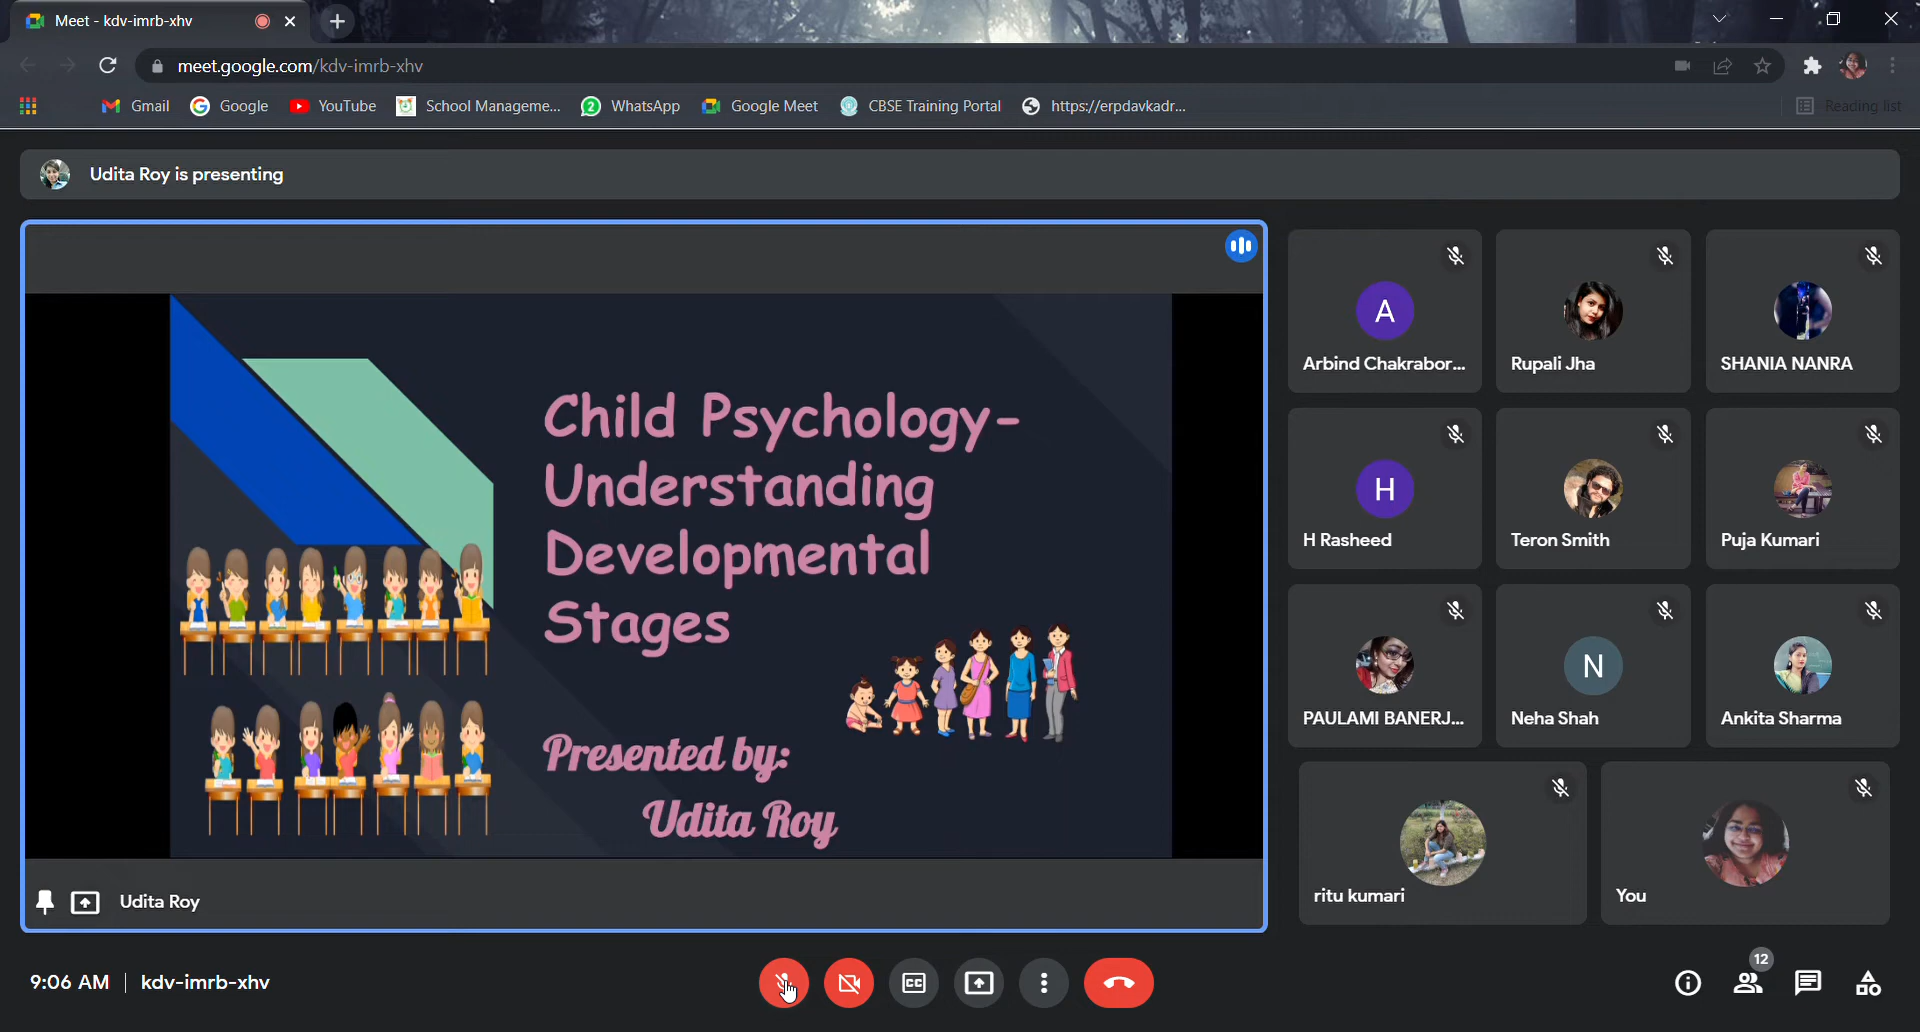 Meet - kdv-imrb-xhv
meet.google.com/kdv-imrb-xhv
Gmail
Google
YouTube
School Manageme...
WhatsApp
Google Meet
CBSE Training Portal
https://erpdavkadr...
Reading list
Udita Roy is presenting
Child Psychology-
Understanding
Developmental
Stages
Presented by:
Udita Roy
Udita Roy
A
Arbind Chakrabor...
Rupali Jha
SHANIA NANRA
H
H Rasheed
Teron Smith
Puja Kumari
PAULAMI BANERJ...
N
Neha Shah
Ankita Sharma
ritu kumari
You
9:06 AM
kdv-imrb-xhv
CC
12